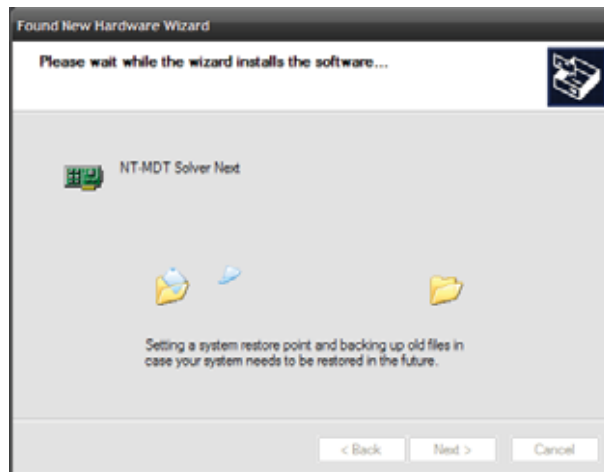 Found New Hardware Wizard
Please wait while the wizard installs the software...
NT-MDT Solver Next
Setting a system restore point and backing up old files in
case your system needs to be restored in the future.
< Back Next > Cancel